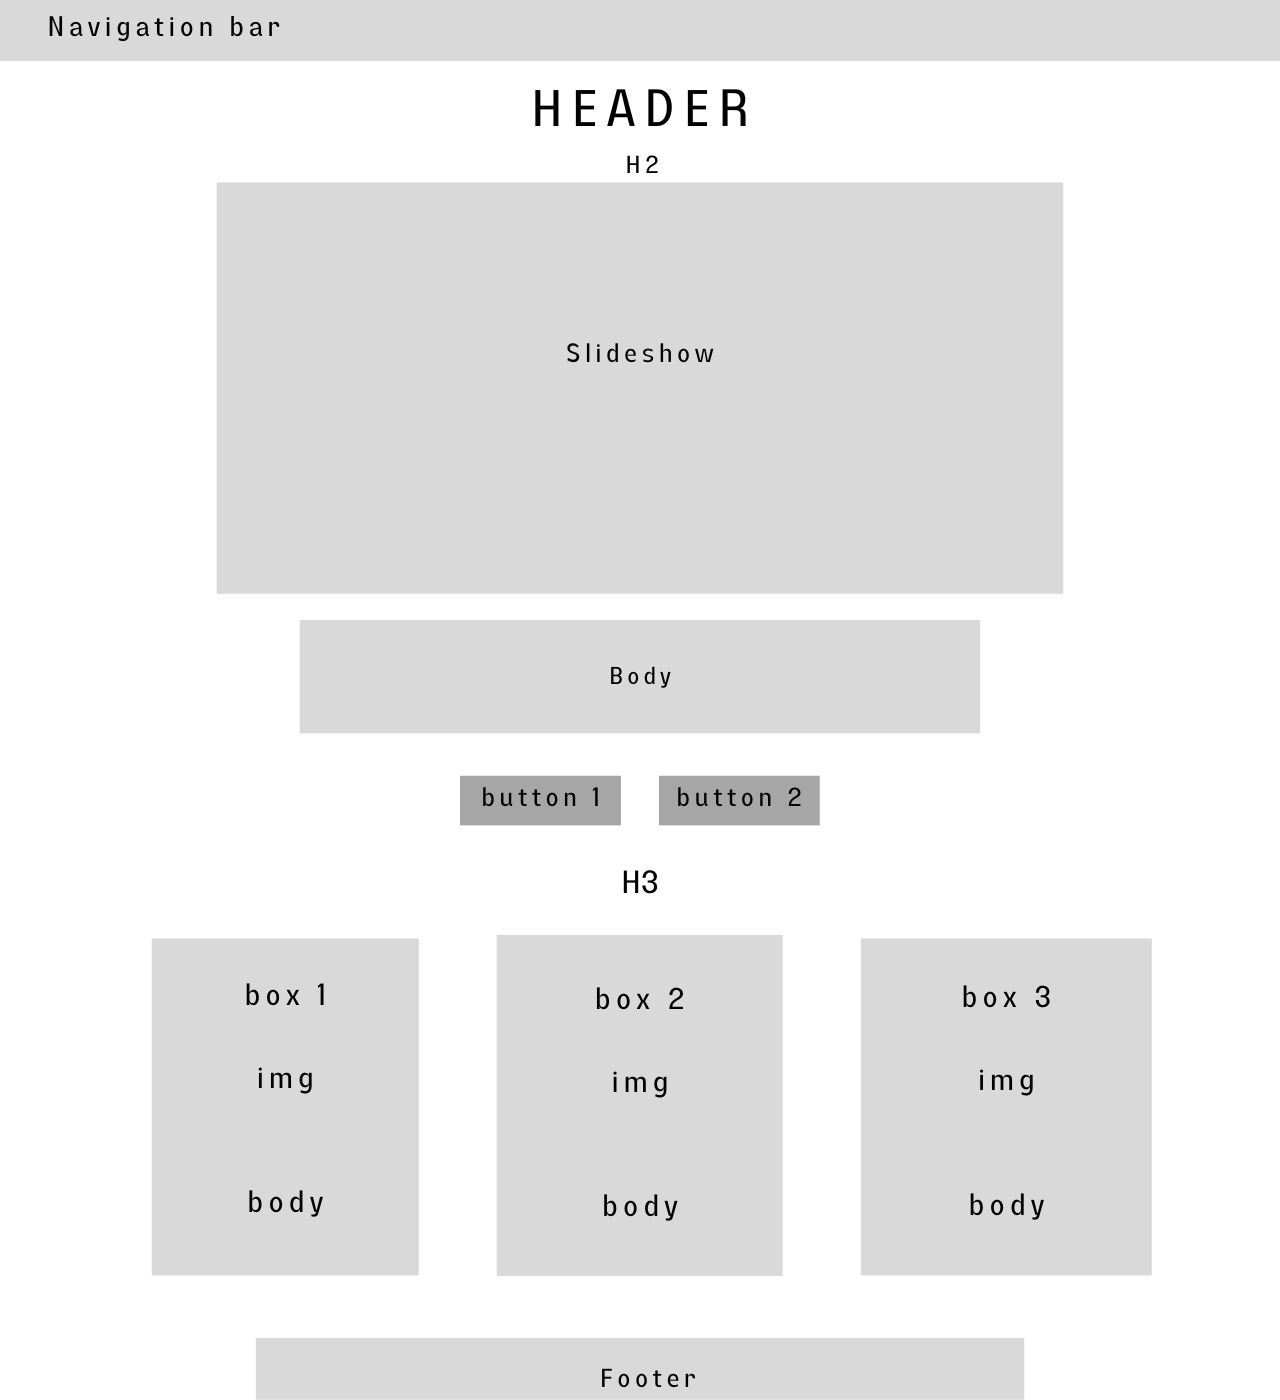 Navigation bar
HEADER
H2
Slideshow
Body
button 1
button 2
H3
box 1
img
body
box 2
img
body
box 3
img
body
Footer